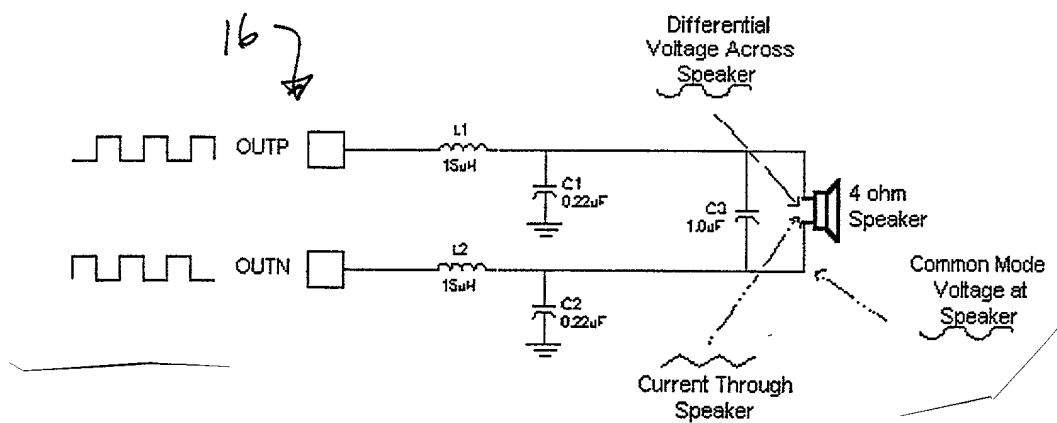 16
Differential
Voltage Across
Speaker
OUTP
L1
15uH
C1
0.22uF
C3
1.0uF
4 ohm
Speaker
OUTN
L2
15uH
C2
0.22uF
Common Mode
Voltage at
Speaker
Current Through
Speaker